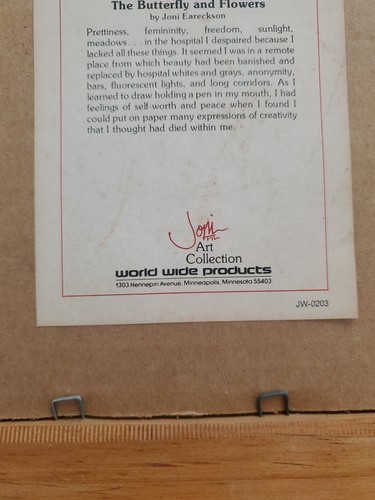 The Butterfly and Flowers
by Joni Eareckson
Prettiness, femininity, freedom, sunlight,
meadows . . . in the hospital I despaired because I
lacked all these things. It seemed I was in a remote
place from which beauty had been banished and
replaced by hospital whites and grays, anonymity,
bars, fluorescent lights, and long corridors. As I
learned to draw holding a pen in my mouth, I had
feelings of self-worth and peace when I found I
could put on paper many expressions of creativity
that I thought had died within me.
Joni
Art
Collection
world wide products
1303 Hennepin Avenue, Minneapolis, Minnesota 55403
JW-0203